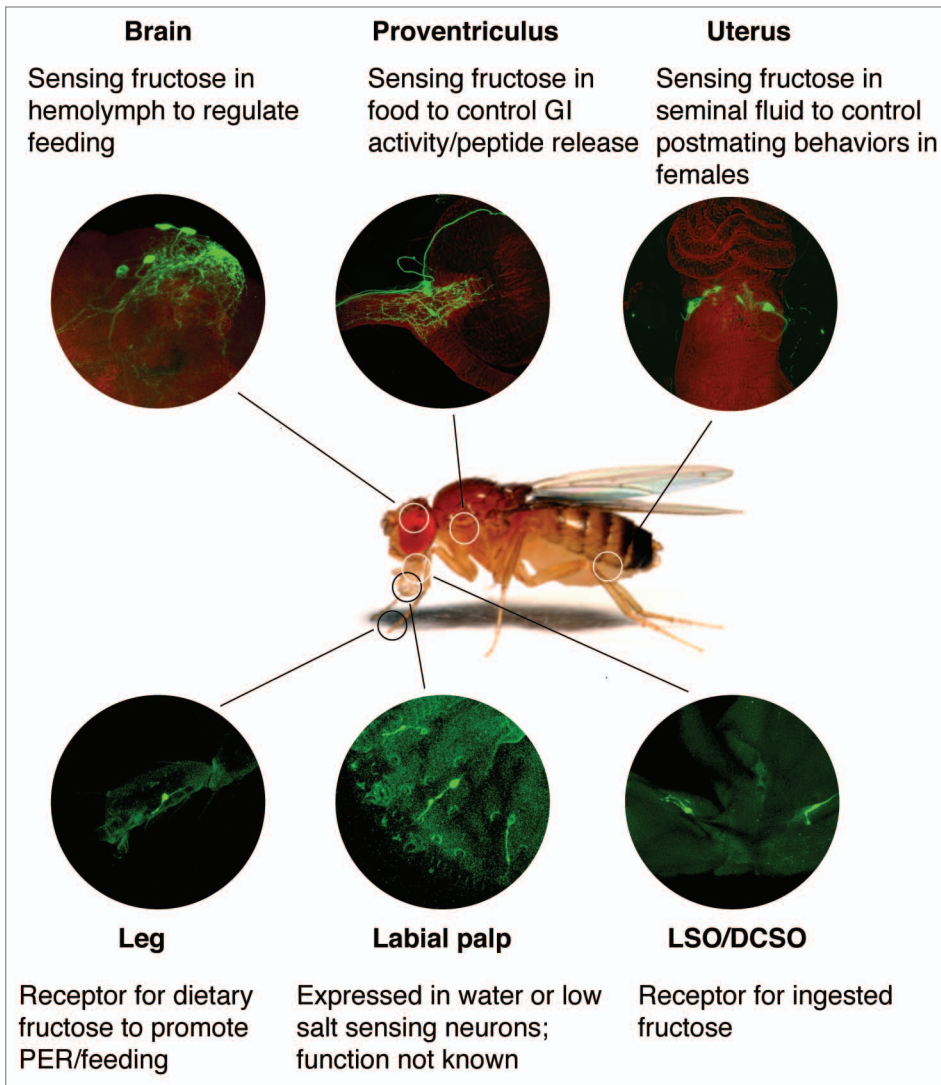 Brain
Sensing fructose in
hemolymph to regulate
feeding
Proventriculus
Sensing fructose in
food to control GI
activity/peptide release
Uterus
Sensing fructose in
seminal fluid to control
postmating behaviors in
females
Leg
Receptor for dietary
fructose to promote
PER/feeding
Labial palp
Expressed in water or low
salt sensing neurons;
function not known
LSO/DCSO
Receptor for ingested
fructose